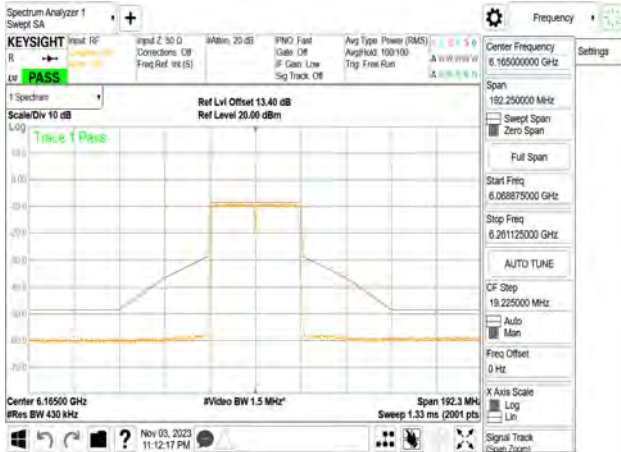 Spectrum Analyzer 1
Swept SA
+
Frequency
KEYSIGHT
Input: RF
Input Z: 50 Ω
#Atten: 20 dB
PNO: Fast
Avg Type: Power (RMS)
R
Corrections: Off
Gate: Off
Avg|Hold: 100/100
Freq Ref: Int (S)
IF Gain: Low
Trig: Free Run
Sig Track: Off
LV PASS
Center Frequency
6.165000000 GHz
Settings
Span
192.250000 MHz
Swept Span
Zero Span
Full Span
Start Freq
6.068875000 GHz
Stop Freq
6.261125000 GHz
AUTO TUNE
CF Step
19.225000 MHz
Auto
Man
Freq Offset
0 Hz
X Axis Scale
Log
Lin
Signal Track
(Span Zoom)
1 Spectrum
Ref Lvl Offset 13.40 dB
Scale/Div 10 dB
Ref Level 20.00 dBm
Log
Trace 1 Pass
10.0
0.00
Center 6.16500 GHz
#Video BW 1.5 MHz*
Span 192.3 MHz
#Res BW 430 kHz
Sweep 1.33 ms (2001 pts)
?
Nov 03, 2023
11:12:17 PM